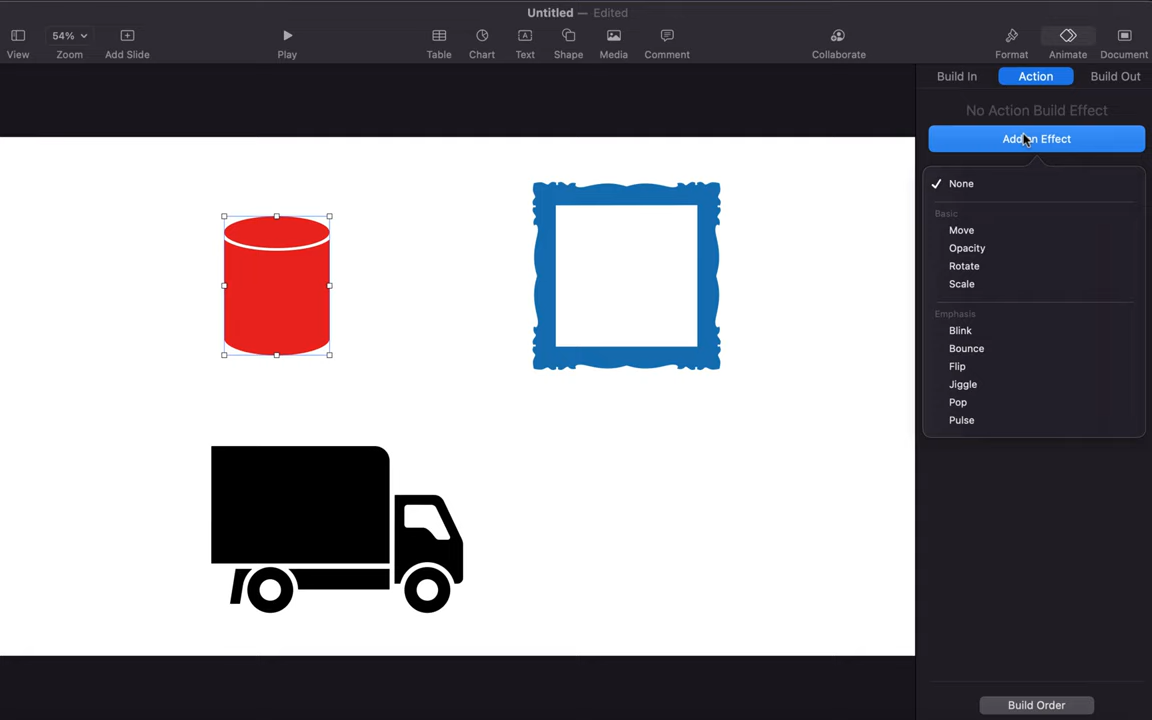 Untitled — Edited
54%
View Zoom Add Slide Play Table Chart Text Shape Media Comment Collaborate Format Animate Document
Build In Action Build Out
No Action Build Effect
Add an Effect
None
Basic
Move
Opacity
Rotate
Scale
Emphasis
Blink
Bounce
Flip
Jiggle
Pop
Pulse
Build Order